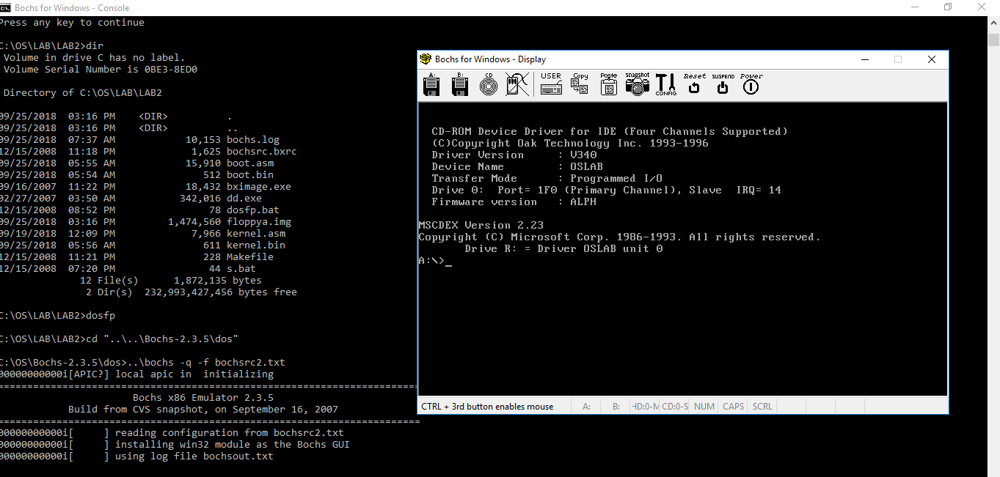 Bochs for Windows - Console
Press any key to continue
C:\OS\LAB\LAB2>dir
Volume in drive C has no label.
Volume Serial Number is 0BE3-8ED0
Directory of C:\OS\LAB\LAB2
09/25/2018 03:16 PM <DIR> .
09/25/2018 03:16 PM <DIR> ..
09/25/2018 07:37 AM 10,153 bochs.log
12/15/2008 11:18 PM 1,625 bochsrc.bxrc
09/25/2018 05:55 AM 15,910 boot.asm
09/25/2018 05:54 AM 512 boot.bin
09/16/2007 11:22 PM 18,432 bximage.exe
02/27/2007 03:50 AM 342,016 dd.exe
12/15/2008 08:52 PM 78 dosfp.bat
09/25/2018 03:16 PM 1,474,560 floppya.img
09/19/2018 12:09 PM 7,966 kernel.asm
09/25/2018 05:56 AM 611 kernel.bin
12/15/2008 11:21 PM 228 Makefile
12/15/2008 07:20 PM 44 s.bat
12 File(s) 1,872,135 bytes
2 Dir(s) 232,993,427,456 bytes free
C:\OS\LAB\LAB2>dosfp
C:\OS\LAB\LAB2>cd "..\..\Bochs-2.3.5\dos"
C:\OS\Bochs-2.3.5\dos>..\bochs -q -f bochsrc2.txt
00000000000i[APIC?] local apic in initializing
========================================================================
Bochs x86 Emulator 2.3.5
Build from CVS snapshot, on September 16, 2007
========================================================================
00000000000i[ ] reading configuration from bochsrc2.txt
00000000000i[ ] installing win32 module as the Bochs GUI
00000000000i[ ] using log file bochsout.txt
Bochs for Windows - Display
A: B: CD USER Copy Poste snapshot CONFIG Reset SUSPEND Power
CD-ROM Device Driver for IDE (Four Channels Supported)
(C)Copyright Oak Technology Inc. 1993-1996
Driver Version : V340
Device Name : OSLAB
Transfer Mode : Programmed I/O
Drive 0: Port= 1F0 (Primary Channel), Slave IRQ= 14
Firmware version : ALPH
MSCDEX Version 2.23
Copyright (C) Microsoft Corp. 1986-1993. All rights reserved.
Drive R: = Driver OSLAB unit 0
A:\>_
CTRL + 3rd button enables mouse A: B: HD:0-M CD:0-S NUM CAPS SCRL